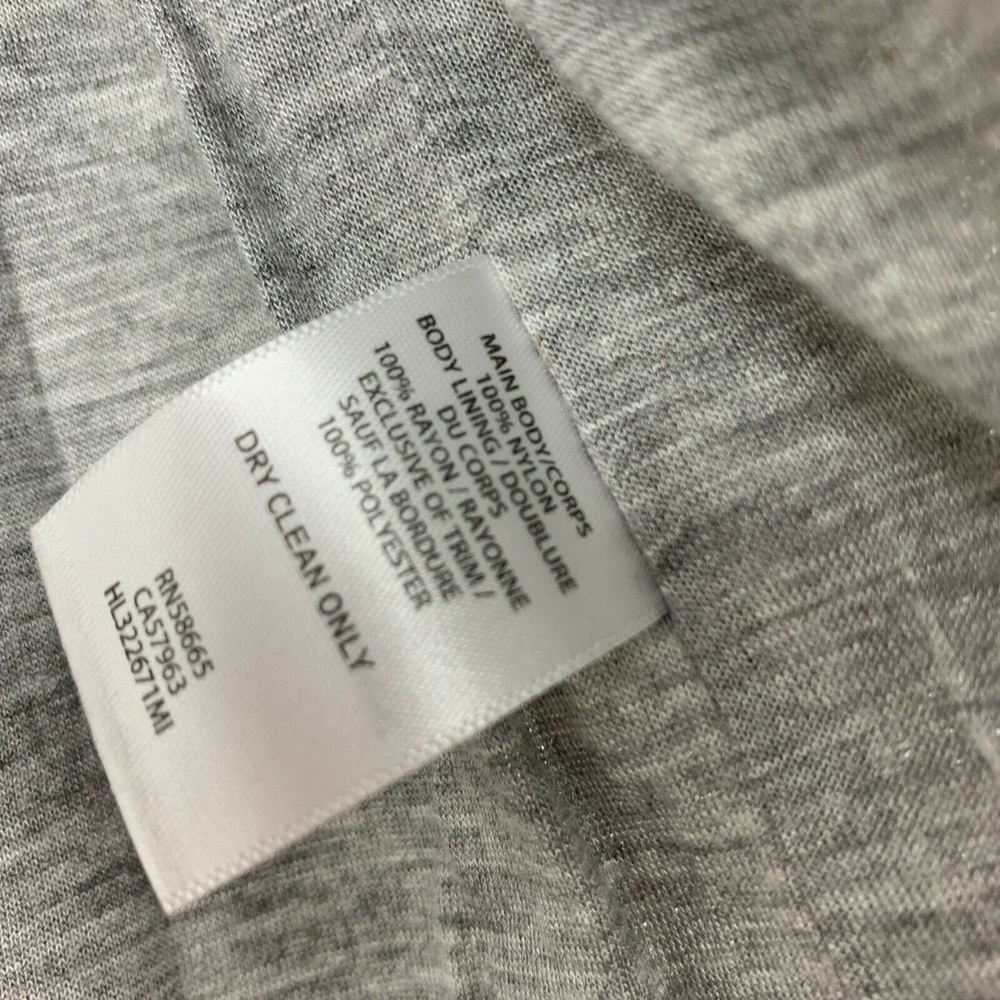 MAIN BODY/CORPS
100% NYLON
BODY LINING / DOUBLURE
DU CORPS
100% RAYON / RAYONNE
EXCLUSIVE OF TRIM /
SAUF LA BORDURE
100% POLYESTER
DRY CLEAN ONLY
RN58665
CA57963
HL322671MI